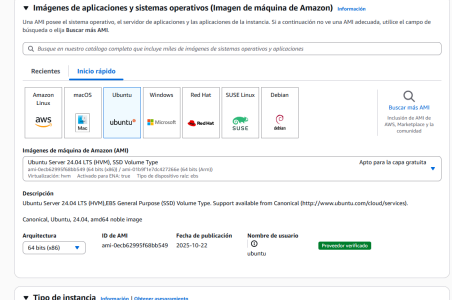 ▼ Imágenes de aplicaciones y sistemas operativos (Imagen de máquina de Amazon) Información
Una AMI posee el sistema operativo, el servidor de aplicaciones y las aplicaciones de la instancia. Si a continuación no ve una AMI adecuada, utilice el campo de
búsqueda o elija Buscar más AMI.
Busque en nuestro catálogo completo que incluye miles de imágenes de sistemas operativos y aplicaciones
Recientes Inicio rápido
Amazon Linux
aws
macOS
Mac
Ubuntu
ubuntu
Windows
Microsoft
Red Hat
Red Hat
SUSE Linux
SUSE
Debian
debian
Buscar más AMI
Inclusión de AMI de
AWS, Marketplace y la
comunidad
Imágenes de máquina de Amazon (AMI)
Ubuntu Server 24.04 LTS (HVM), SSD Volume Type Apto para la capa gratuita
ami-0ecb62995f68bb549 (64 bits (x86)) / ami-01b9f1e7dc427266e (64 bits (Arm))
Virtualización: hvm Activado para ENA: true Tipo de dispositivo raíz: ebs
Descripción
Ubuntu Server 24.04 LTS (HVM),EBS General Purpose (SSD) Volume Type. Support available from Canonical (http://www.ubuntu.com/cloud/services).
Canonical, Ubuntu, 24.04, amd64 noble image
Arquitectura ID de AMI Fecha de publicación Nombre de usuario
64 bits (x86) ami-0ecb62995f68bb549 2025-10-22 ubuntu Proveedor verificado
▼ Tipo de instancia Información | Obtener asesoramiento